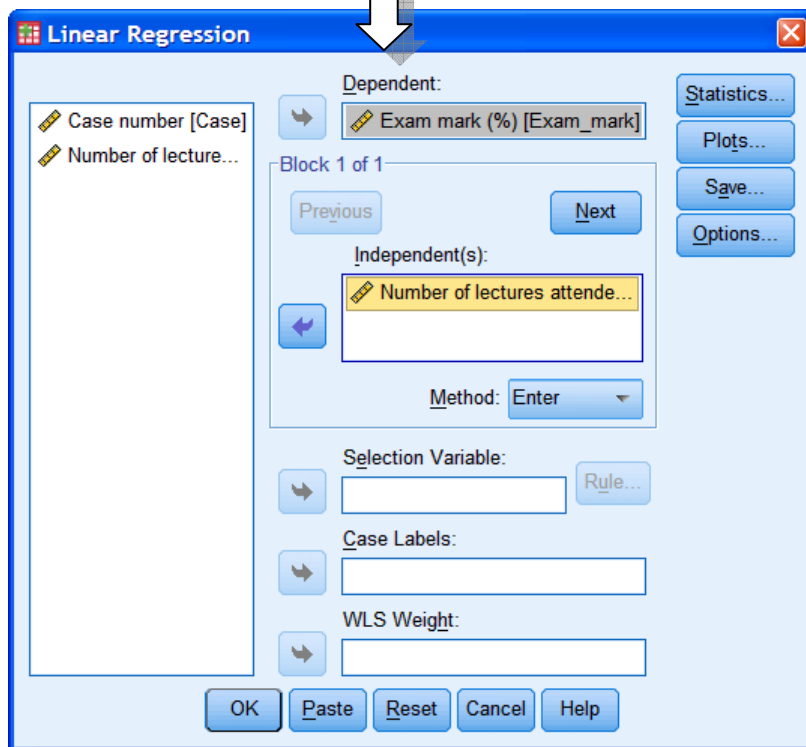 Linear Regression
Case number [Case]
Number of lecture...
Dependent:
Exam mark (%) [Exam_mark]
Block 1 of 1
Previous
Next
Independent(s):
Number of lectures attende...
Method:
Enter
Selection Variable:
Rule...
Case Labels:
WLS Weight:
Statistics...
Plots...
Save...
Options...
OK
Paste
Reset
Cancel
Help